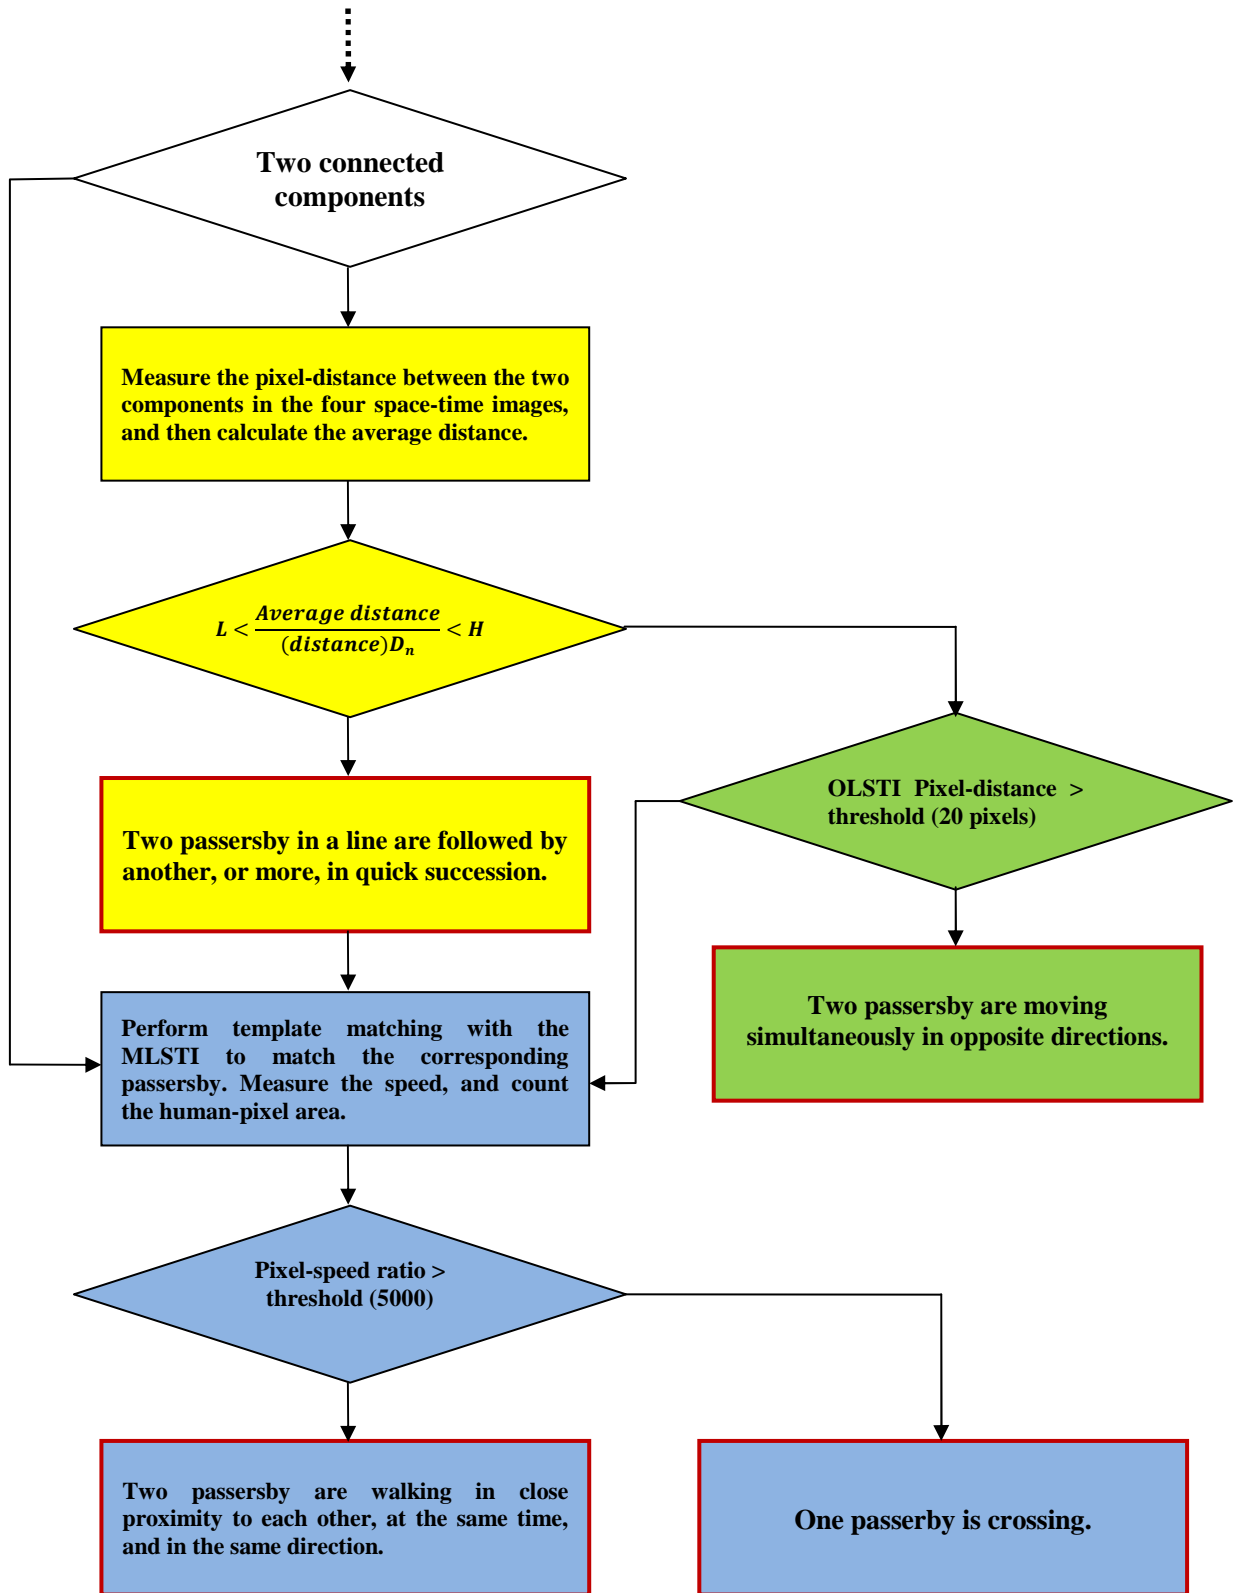 Two connected
components
Measure the pixel-distance between the two
components in the four space-time images,
and then calculate the average distance.
L < Average distance / (distance)Dₙ < H
OLSTI Pixel-distance >
threshold (20 pixels)
Two passersby in a line are followed by
another, or more, in quick succession.
Two passersby are moving
simultaneously in opposite directions.
Perform template matching with the
MLSTI to match the corresponding
passersby. Measure the speed, and count
the human-pixel area.
Pixel-speed ratio >
threshold (5000)
Two passersby are walking in close
proximity to each other, at the same time,
and in the same direction.
One passerby is crossing.